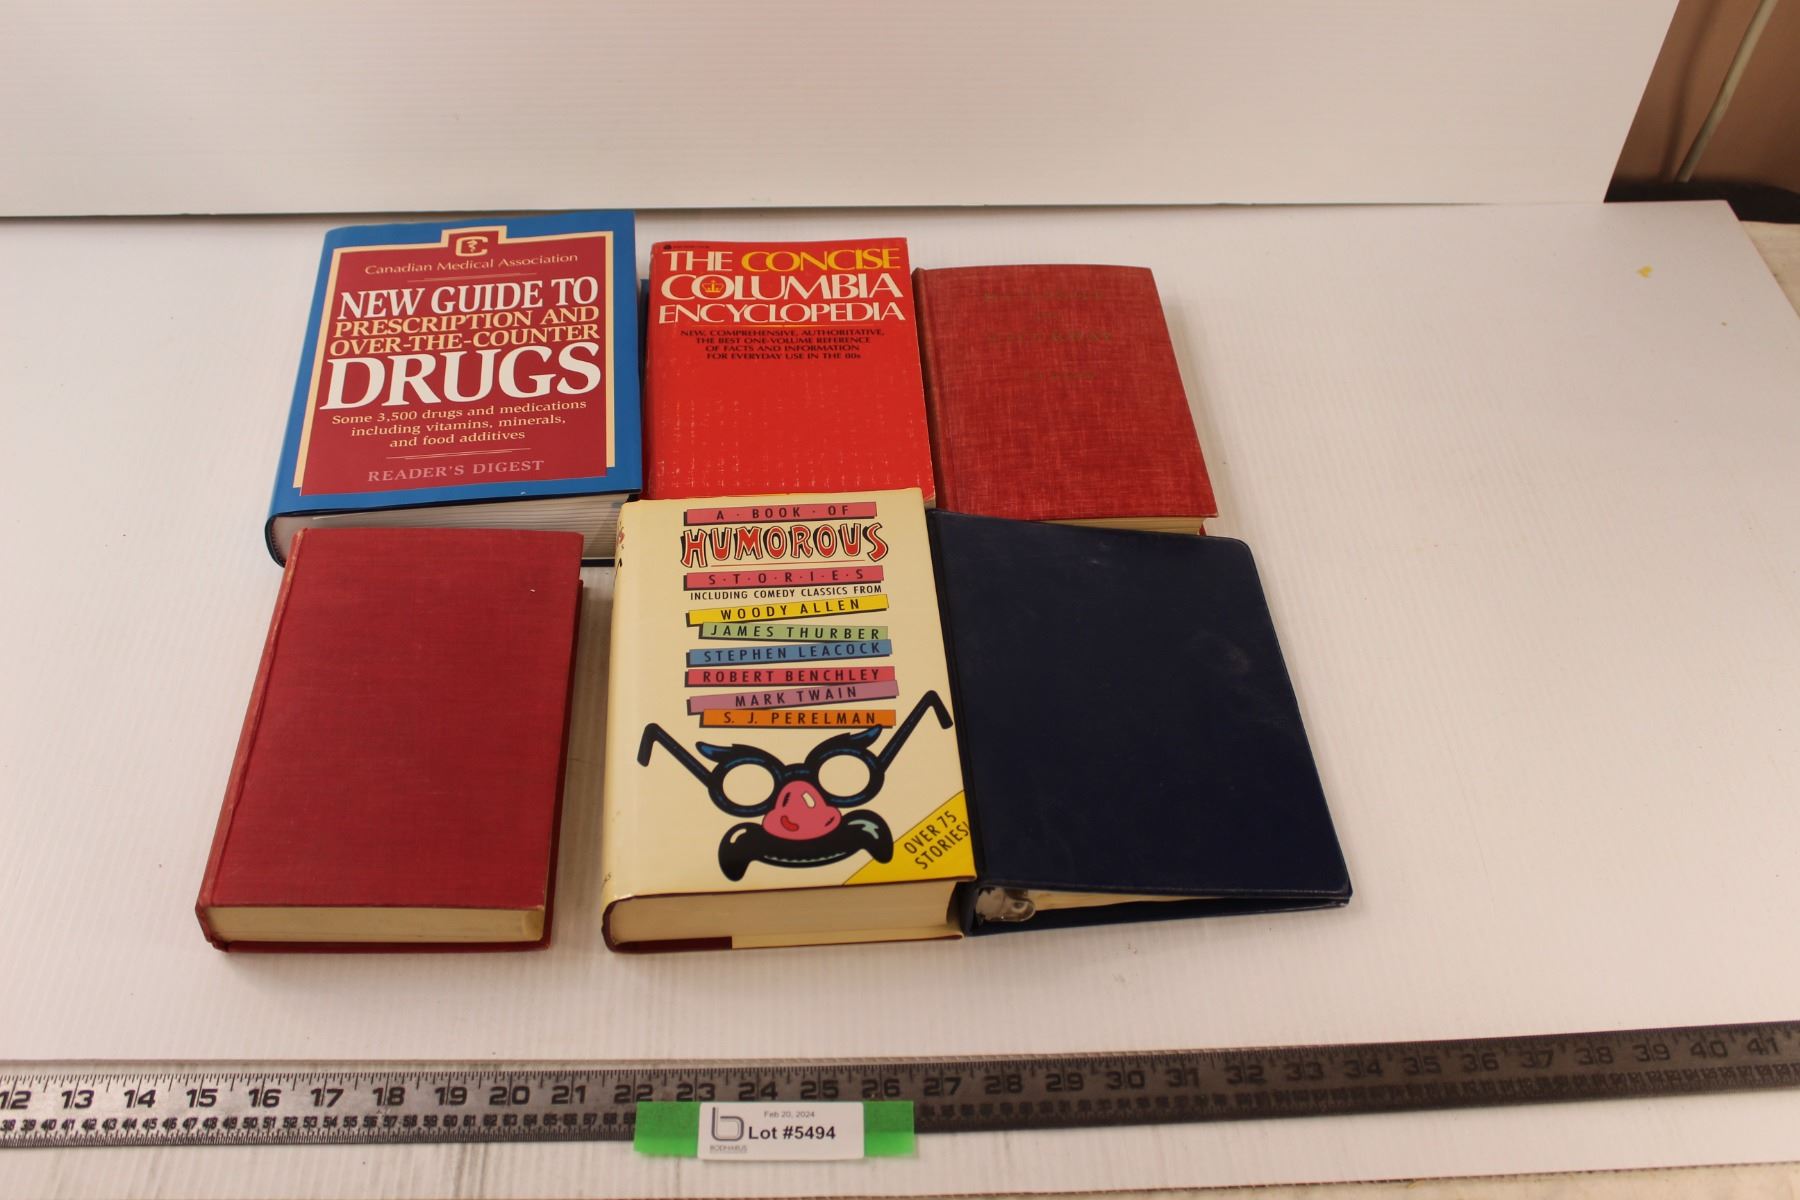 Canadian Medical Association
NEW GUIDE TO
PRESCRIPTION AND
OVER-THE-COUNTER
DRUGS
Some 3,500 drugs and medications
including vitamins, minerals,
and food additives
READER'S DIGEST
THE CONCISE
COLUMBIA
ENCYCLOPEDIA
NEW, COMPREHENSIVE, AUTHORITATIVE,
THE BEST ONE-VOLUME REFERENCE
OF FACTS AND INFORMATION
FOR EVERYDAY USE IN THE 80s
A · BOOK · OF
HUMOROUS
S·T·O·R·I·E·S
INCLUDING COMEDY CLASSICS FROM
WOODY ALLEN
JAMES THURBER
STEPHEN LEACOCK
ROBERT BENCHLEY
MARK TWAIN
S. J. PERELMAN
OVER 75
STORIES!
12 13 14 15 16 17 18 19 20 21 22 23 24 25 26 27 28 29 30 31 32 33 34 35 36 37 38 39 40 41
Feb 20, 2024
Lot #5494